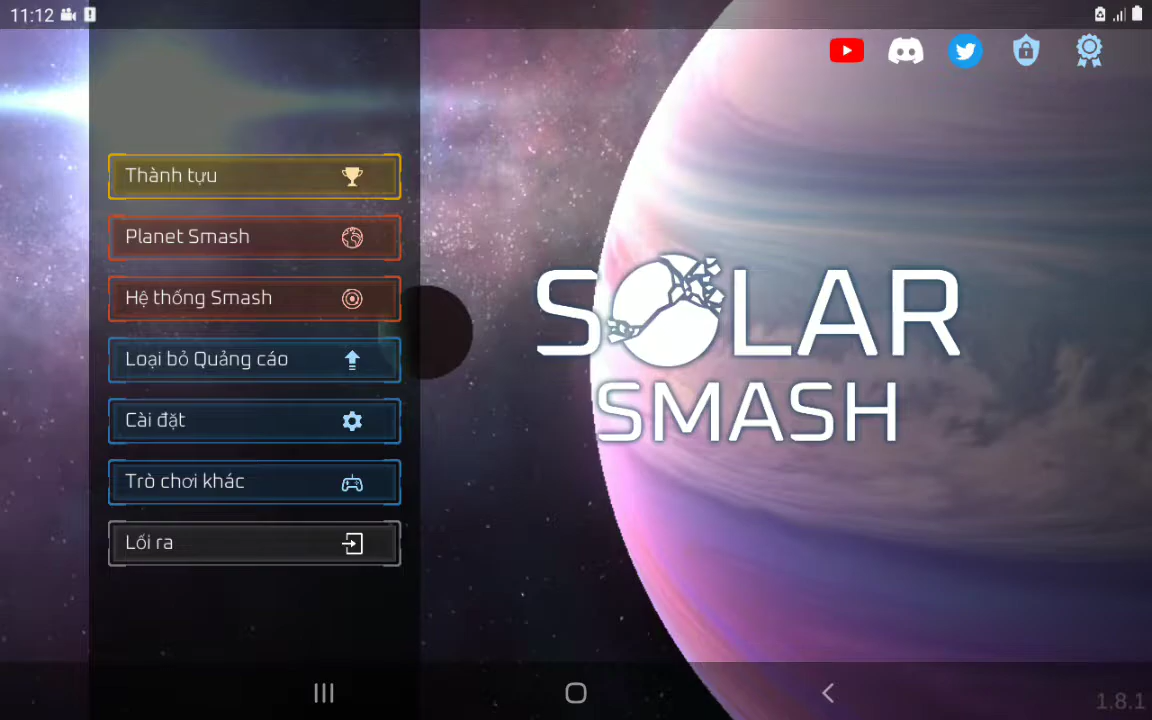 11:12
Thành tựu
Planet Smash
Hệ thống Smash
Loại bỏ Quảng cáo
Cài đặt
Trò chơi khác
Lối ra
SOLAR
SMASH
1.8.1